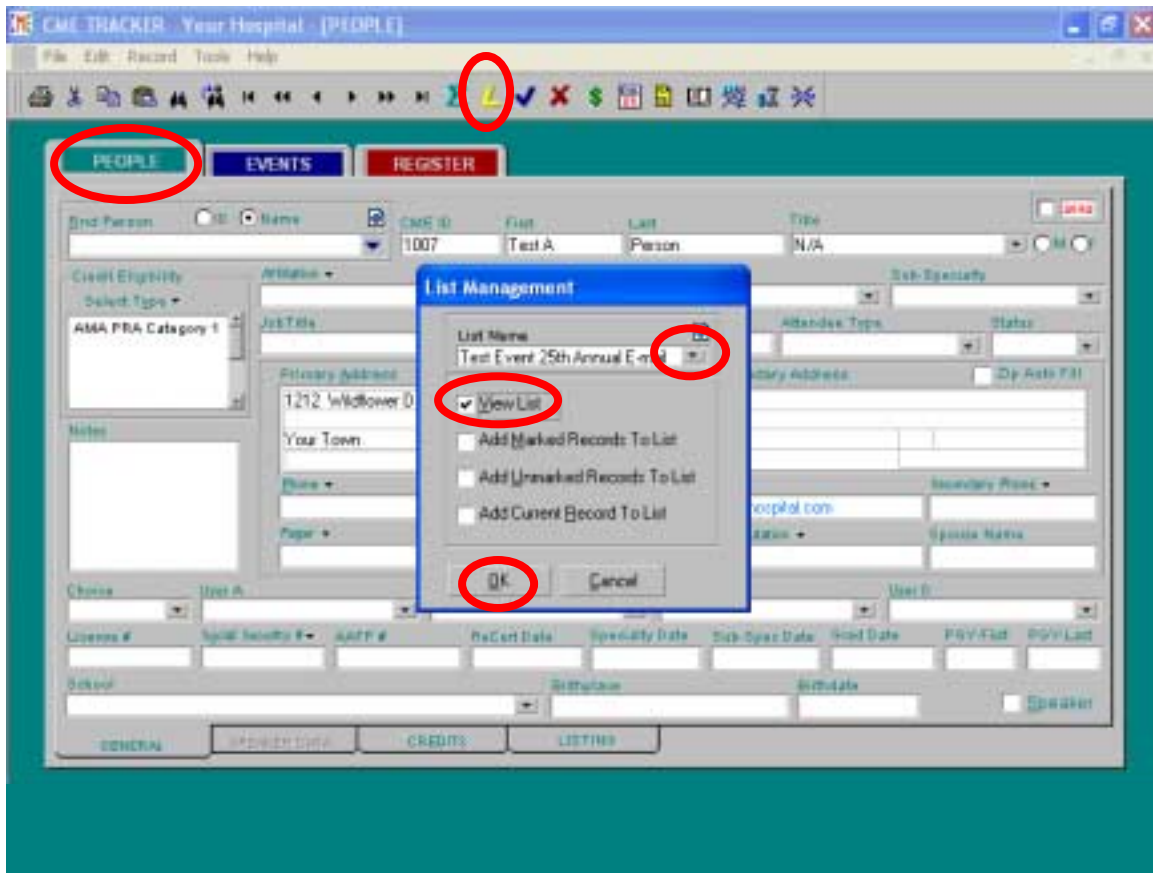 CME TRACKER Your Hospital - [PEOPLE]
File Edit Record Tools Help
PEOPLE EVENTS REGISTER
Find Person ID Name CME ID First Last Title
1007 Test A Person N/A M F
Credit Eligibility Affiliation Sub-Specialty
Select Type
AMA PRA Category 1 Job Title Attendee Type Status
Primary Address Address Zip Auto Fill
1212 Wildflower D
Notes Your Town
Phone Secondary Phone
hospital.com
Pager Spouse Name
List Management
List Name
Test Event 25th Annual E-mail
View List
Add Marked Records To List
Add Unmarked Records To List
Add Current Record To List
OK Cancel
Choice User A User D
License # Social Security # AAFP # ReCert Date Specialty Date Sub-Spec Date Grad Date PGY-First PGY-Last
School Birthplace Birthdate Speaker
GENERAL SPEAKER DATA CREDITS LISTING